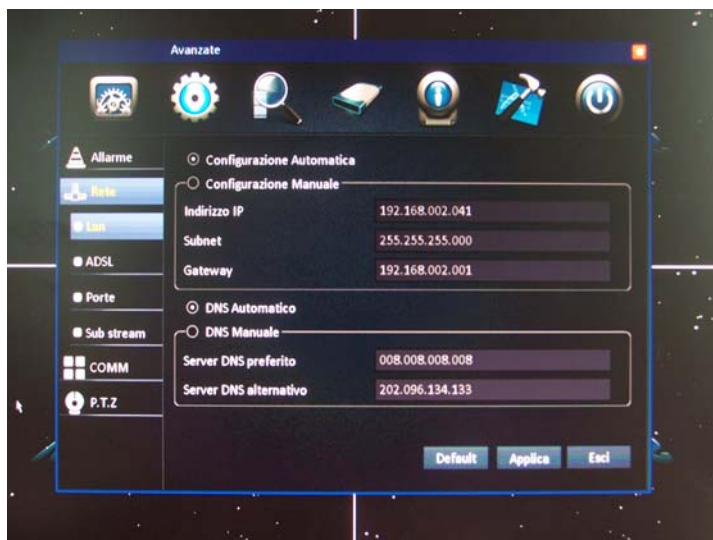 Avanzate
Allarme
Rete
Lan
ADSL
Porte
Sub stream
COMM
P.T.Z
Configurazione Automatica
Configurazione Manuale
Indirizzo IP 192.168.002.041
Subnet 255.255.255.000
Gateway 192.168.002.001
DNS Automatico
DNS Manuale
Server DNS preferito 008.008.008.008
Server DNS alternativo 202.096.134.133
Default Applica Esci